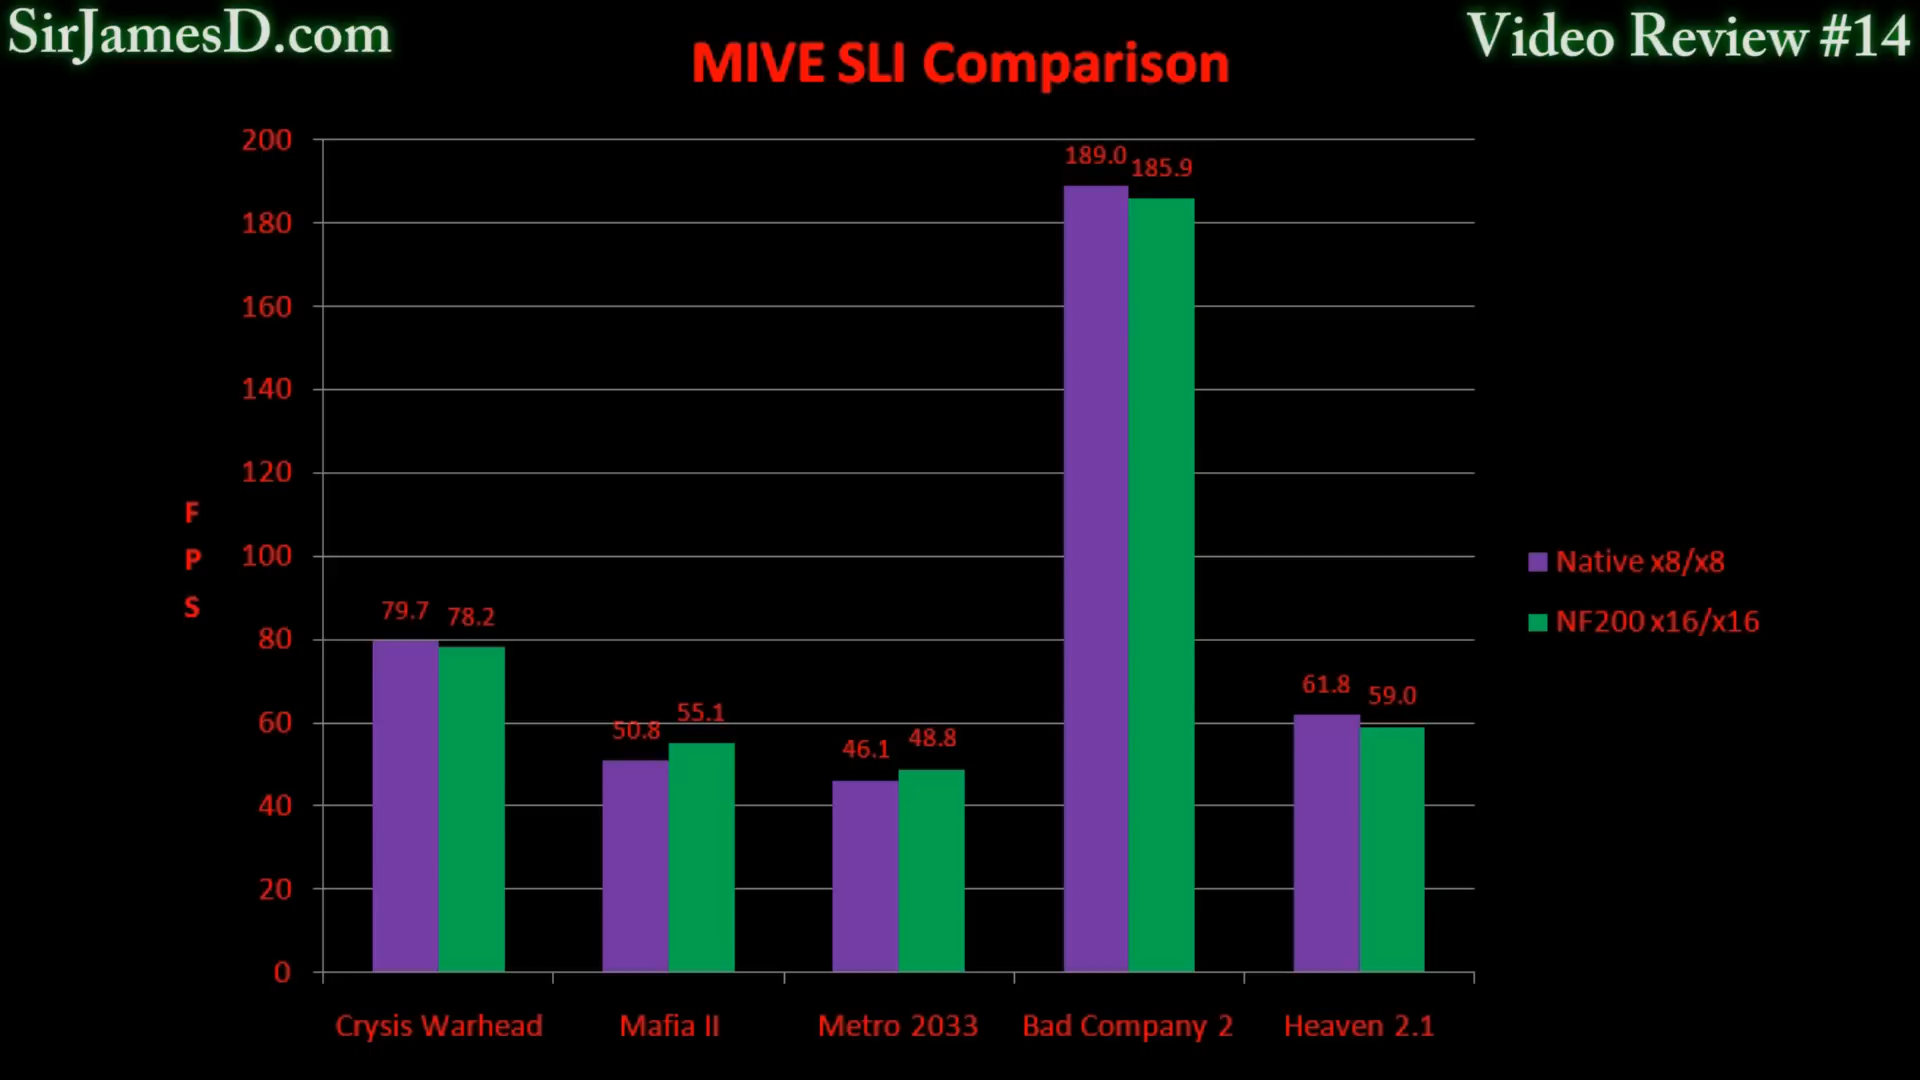 SirJamesD.com
Video Review #14
MIVE SLI Comparison
200
180
160
140
120
100
80
60
40
20
0
F
P
S
79.7
78.2
50.8
55.1
46.1
48.8
189.0
185.9
61.8
59.0
Native x8/x8
NF200 x16/x16
Crysis Warhead
Mafia II
Metro 2033
Bad Company 2
Heaven 2.1